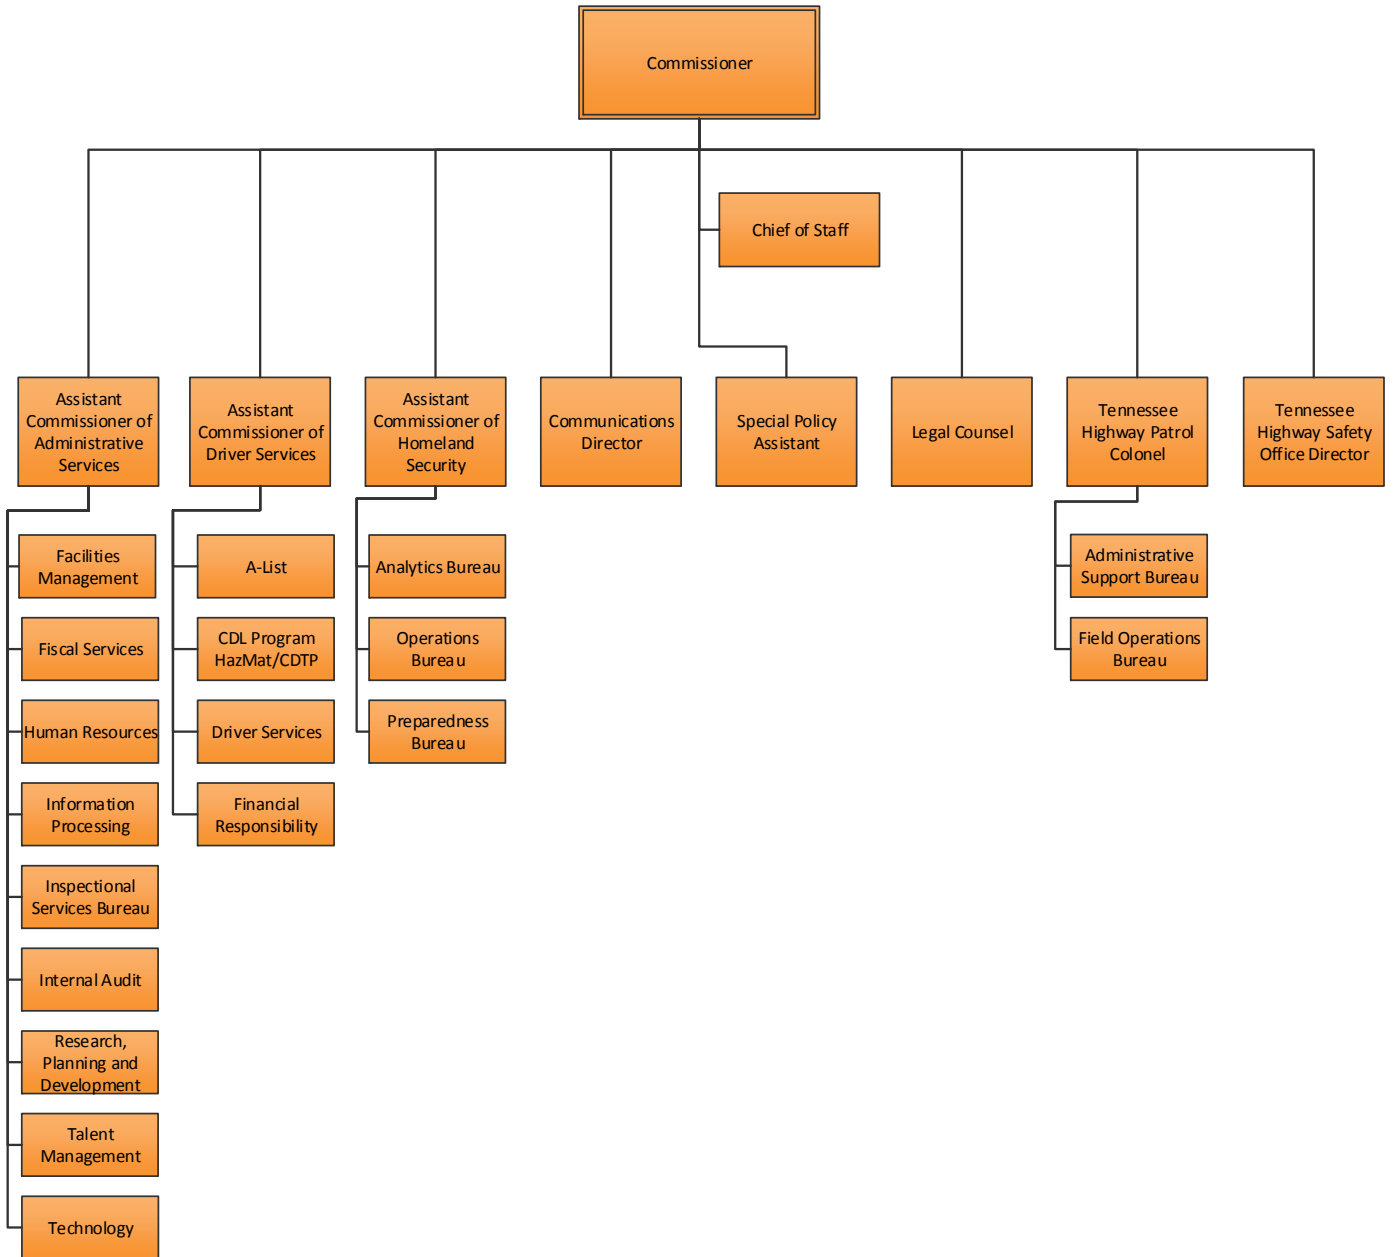 Commissioner
Chief of Staff
Assistant
Commissioner of
Administrative
Services
Assistant
Commissioner of
Driver Services
Assistant
Commissioner of
Homeland
Security
Communications
Director
Special Policy
Assistant
Legal Counsel
Tennessee
Highway Patrol
Colonel
Tennessee
Highway Safety
Office Director
Facilities
Management
Fiscal Services
Human Resources
Information
Processing
Inspectional
Services Bureau
Internal Audit
Research,
Planning and
Development
Talent
Management
Technology
A-List
CDL Program
HazMat/CDTP
Driver Services
Financial
Responsibility
Analytics Bureau
Operations
Bureau
Preparedness
Bureau
Administrative
Support Bureau
Field Operations
Bureau